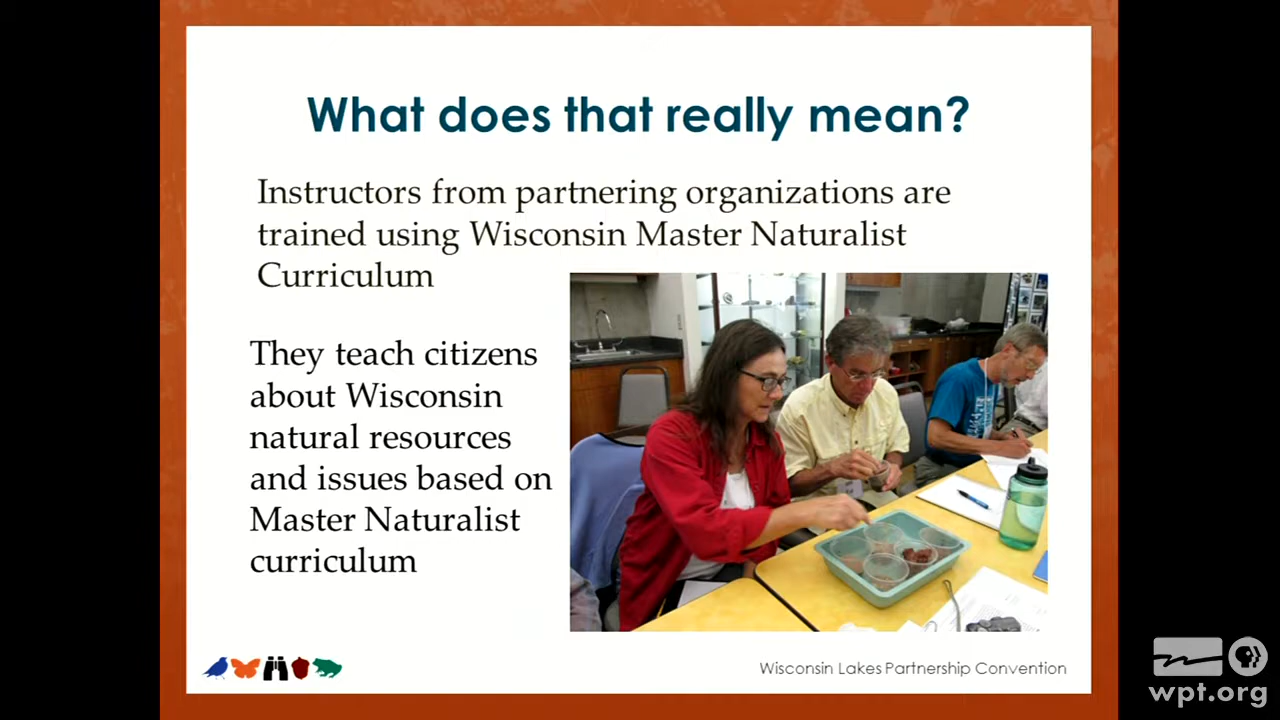 What does that really mean?
Instructors from partnering organizations are
trained using Wisconsin Master Naturalist
Curriculum
They teach citizens
about Wisconsin
natural resources
and issues based on
Master Naturalist
curriculum
Wisconsin Lakes Partnership Convention
wpt.org